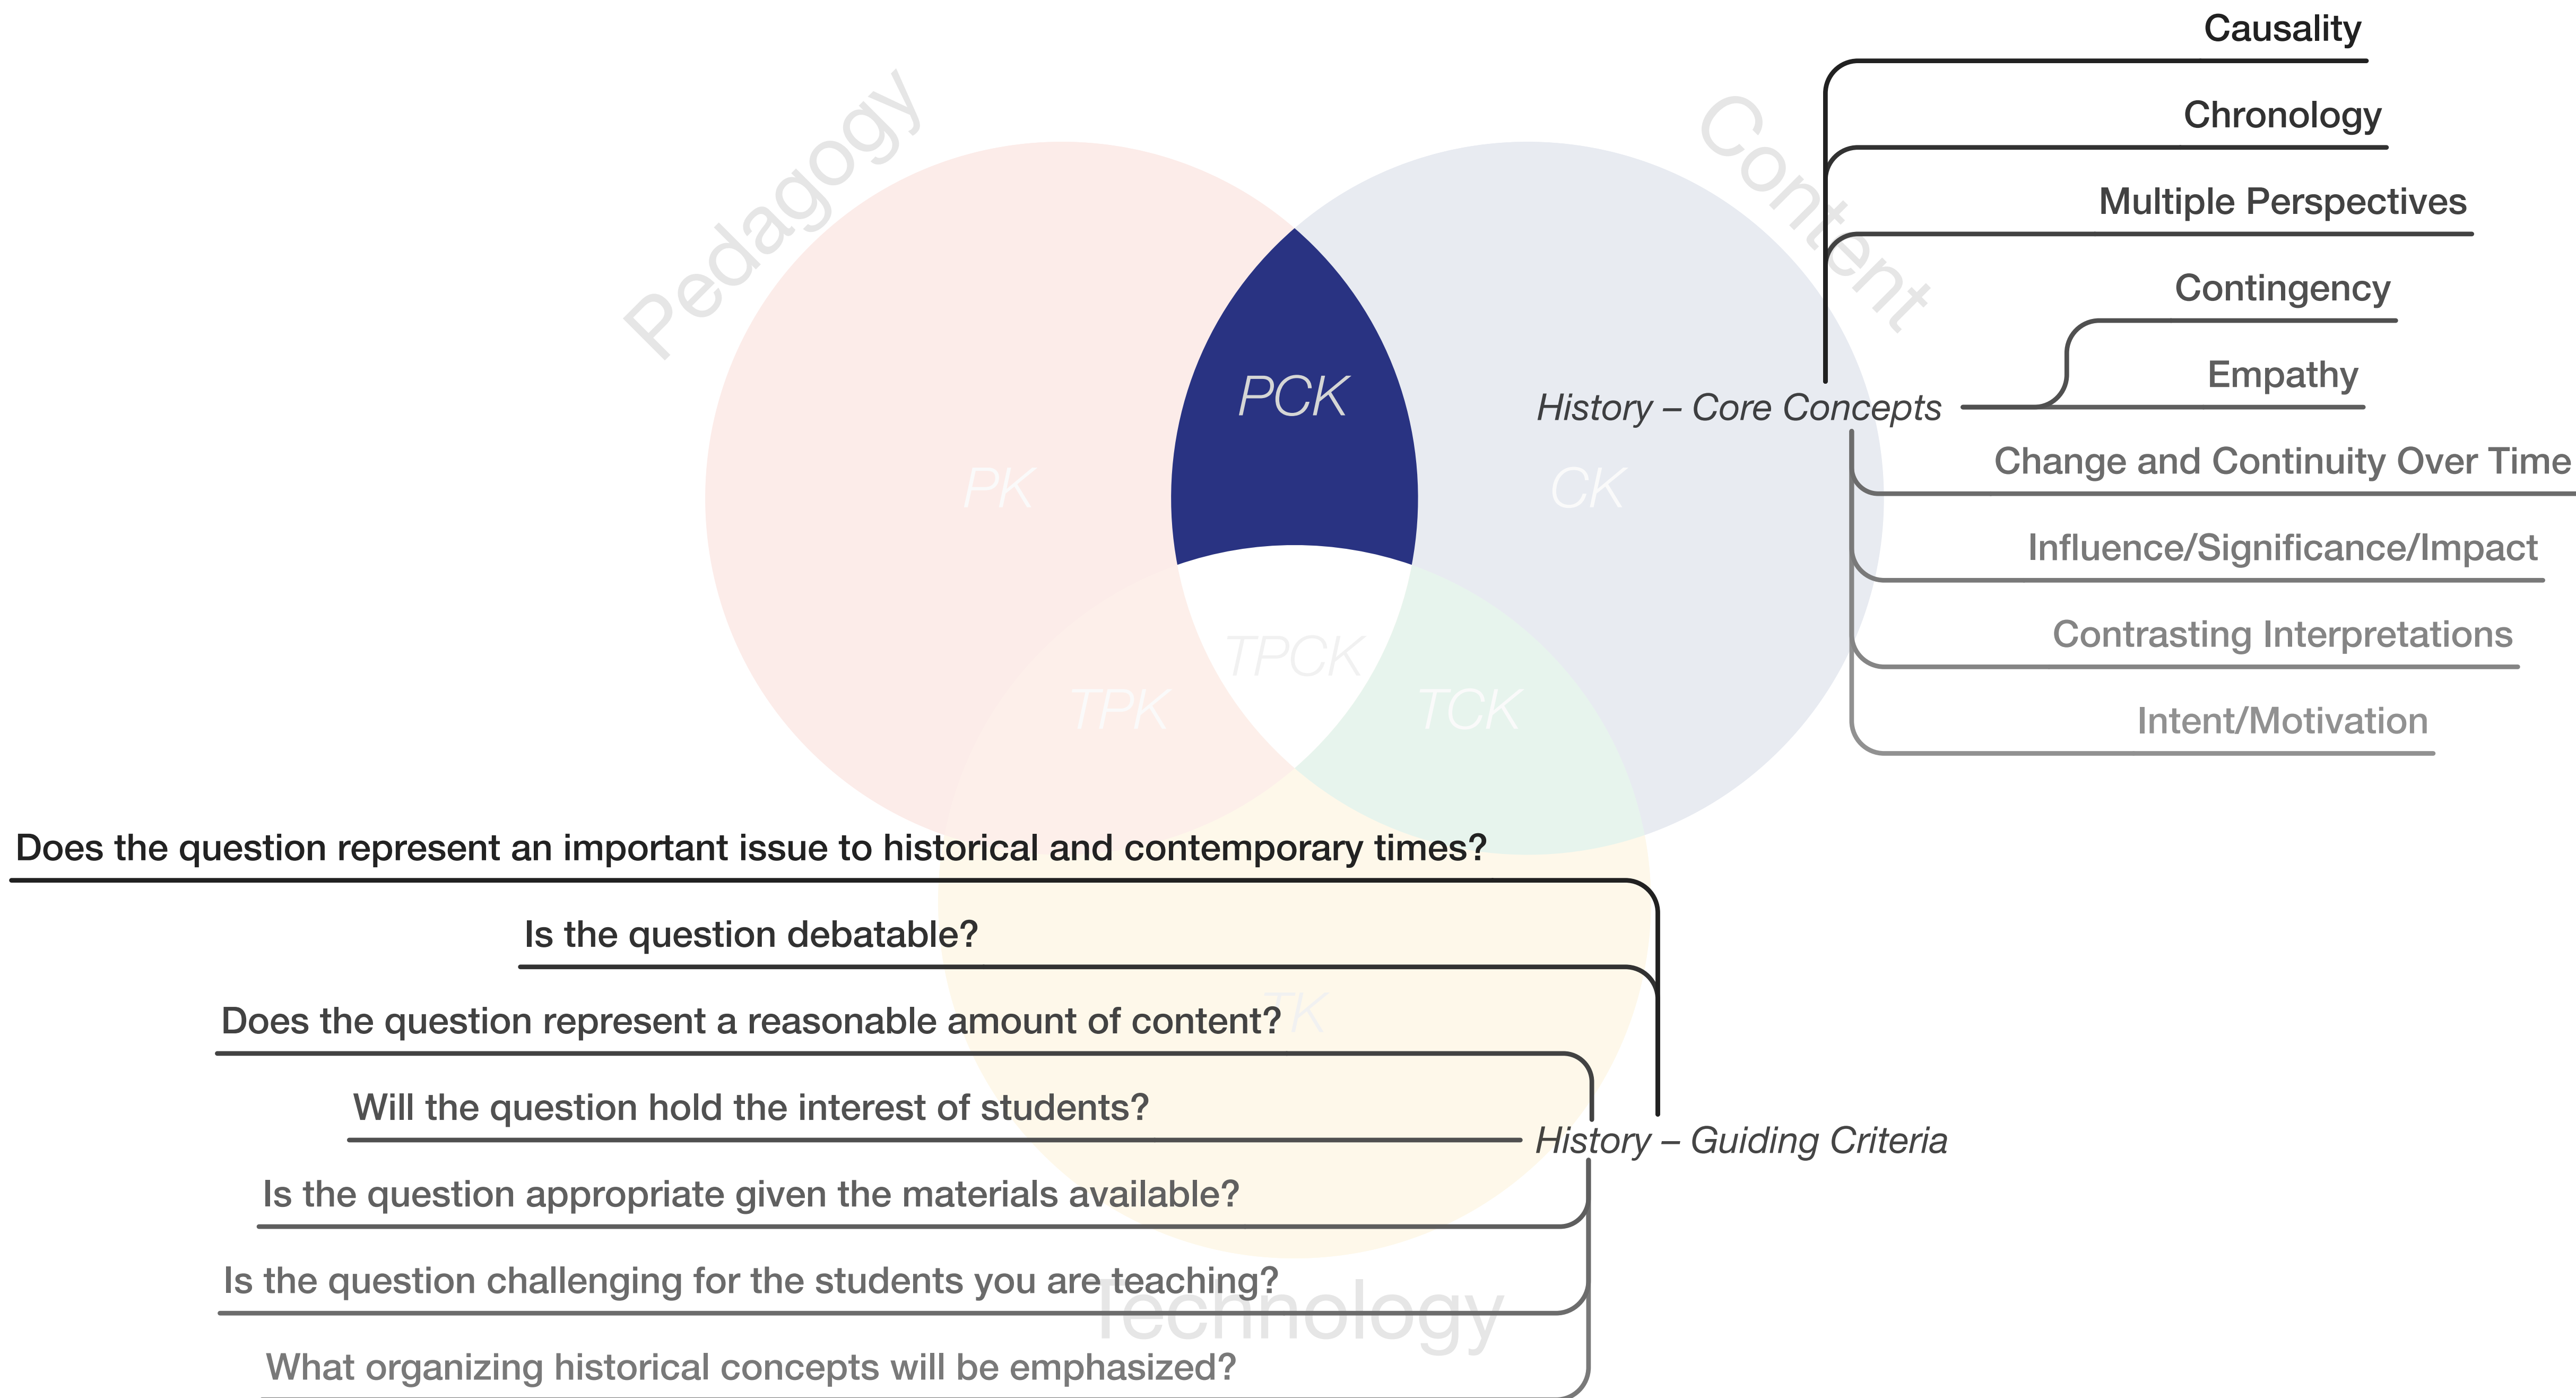 Causality
Chronology
Multiple Perspectives
Contingency
Empathy
History – Core Concepts
Change and Continuity Over Time
Influence/Significance/Impact
Contrasting Interpretations
Intent/Motivation
Pedagogy
Content
PCK
PK
CK
TPCK
TPK
TCK
TK
Technology
Does the question represent an important issue to historical and contemporary times?
Is the question debatable?
Does the question represent a reasonable amount of content?
Will the question hold the interest of students?
History – Guiding Criteria
Is the question appropriate given the materials available?
Is the question challenging for the students you are teaching?
What organizing historical concepts will be emphasized?